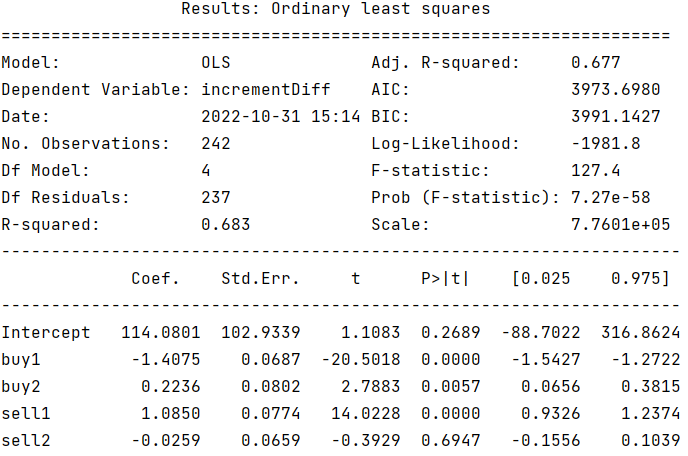 Results: Ordinary least squares
==================================================================
Model: OLS Adj. R-squared: 0.677
Dependent Variable: incrementDiff AIC: 3973.6980
Date: 2022-10-31 15:14 BIC: 3991.1427
No. Observations: 242 Log-Likelihood: -1981.8
Df Model: 4 F-statistic: 127.4
Df Residuals: 237 Prob (F-statistic): 7.27e-58
R-squared: 0.683 Scale: 7.7601e+05
--------------------------------------------------------------------
Coef. Std.Err. t P>|t| [0.025 0.975]
--------------------------------------------------------------------
Intercept 114.0801 102.9339 1.1083 0.2689 -88.7022 316.8624
buy1 -1.4075 0.0687 -20.5018 0.0000 -1.5427 -1.2722
buy2 0.2236 0.0802 2.7883 0.0057 0.0656 0.3815
sell1 1.0850 0.0774 14.0228 0.0000 0.9326 1.2374
sell2 -0.0259 0.0659 -0.3929 0.6947 -0.1556 0.1039